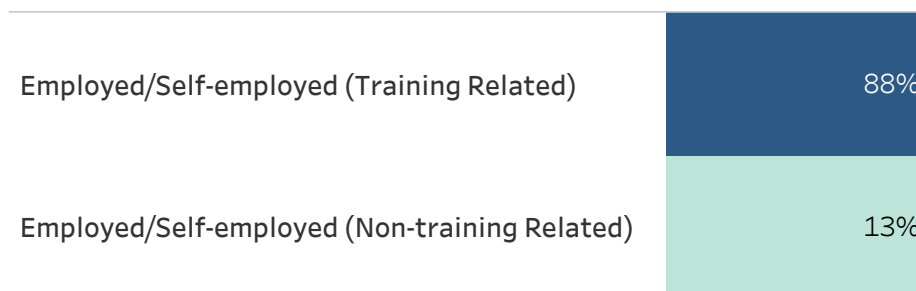 Employed/Self-employed (Training Related) 88%
Employed/Self-employed (Non-training Related) 13%